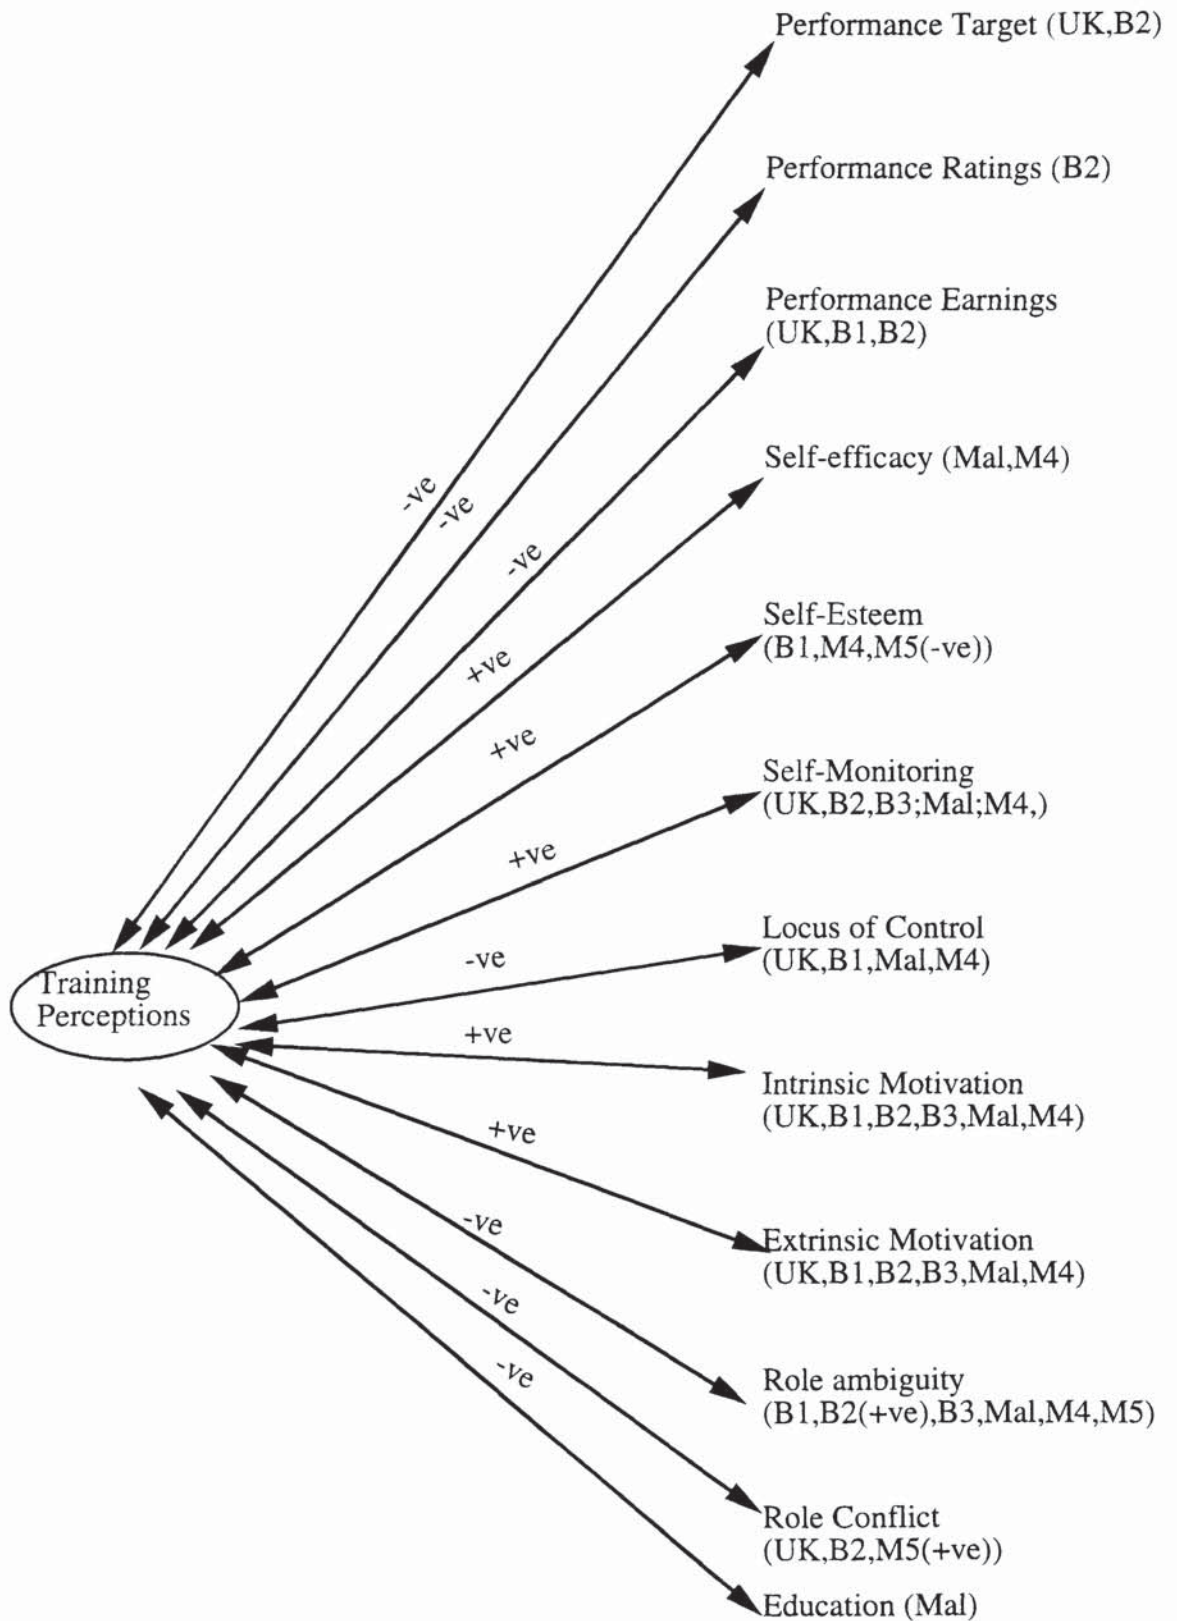 Performance Target (UK,B2)
Performance Ratings (B2)
Performance Earnings
(UK,B1,B2)
Self-efficacy (Mal,M4)
-ve
-ve
-ve
Self-Esteem
(B1,M4,M5(-ve))
+ve
+ve
Self-Monitoring
(UK,B2,B3;Mal;M4,)
+ve
Locus of Control
(UK,B1,Mal,M4)
-ve
Training
Perceptions
+ve
Intrinsic Motivation
(UK,B1,B2,B3,Mal,M4)
+ve
Extrinsic Motivation
(UK,B1,B2,B3,Mal,M4)
-ve
-ve
-ve
Role ambiguity
(B1,B2(+ve),B3,Mal,M4,M5)
Role Conflict
(UK,B2,M5(+ve))
Education (Mal)